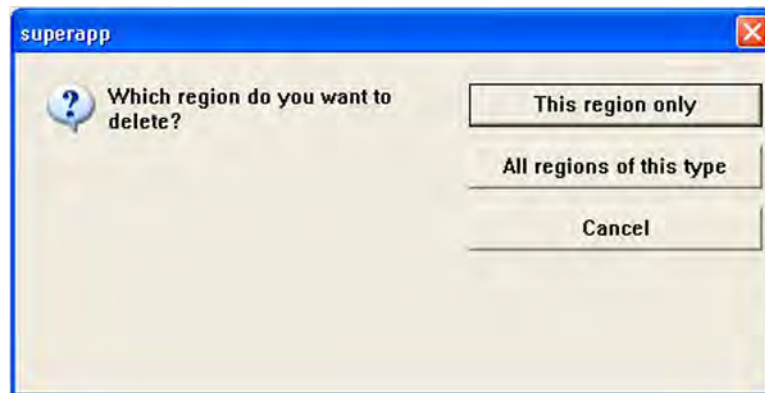 superapp
Which region do you want to
delete?
This region only
All regions of this type
Cancel